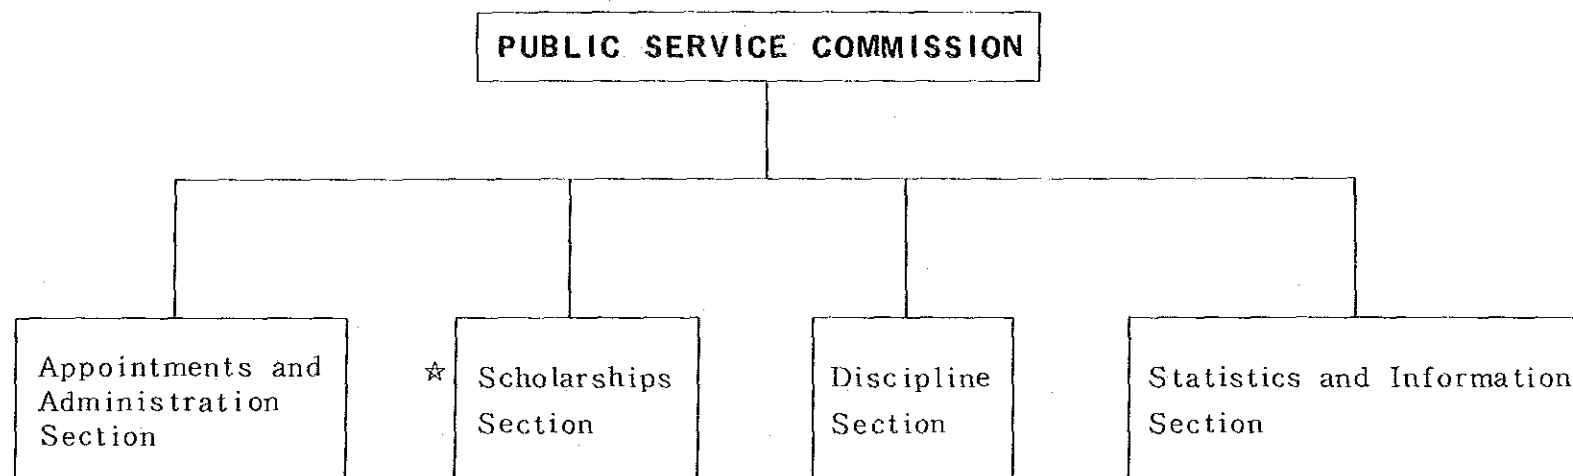 PUBLIC SERVICE COMMISSION
Appointments and
Administration
Section
☆ Scholarships
Section
Discipline
Section
Statistics and Information
Section